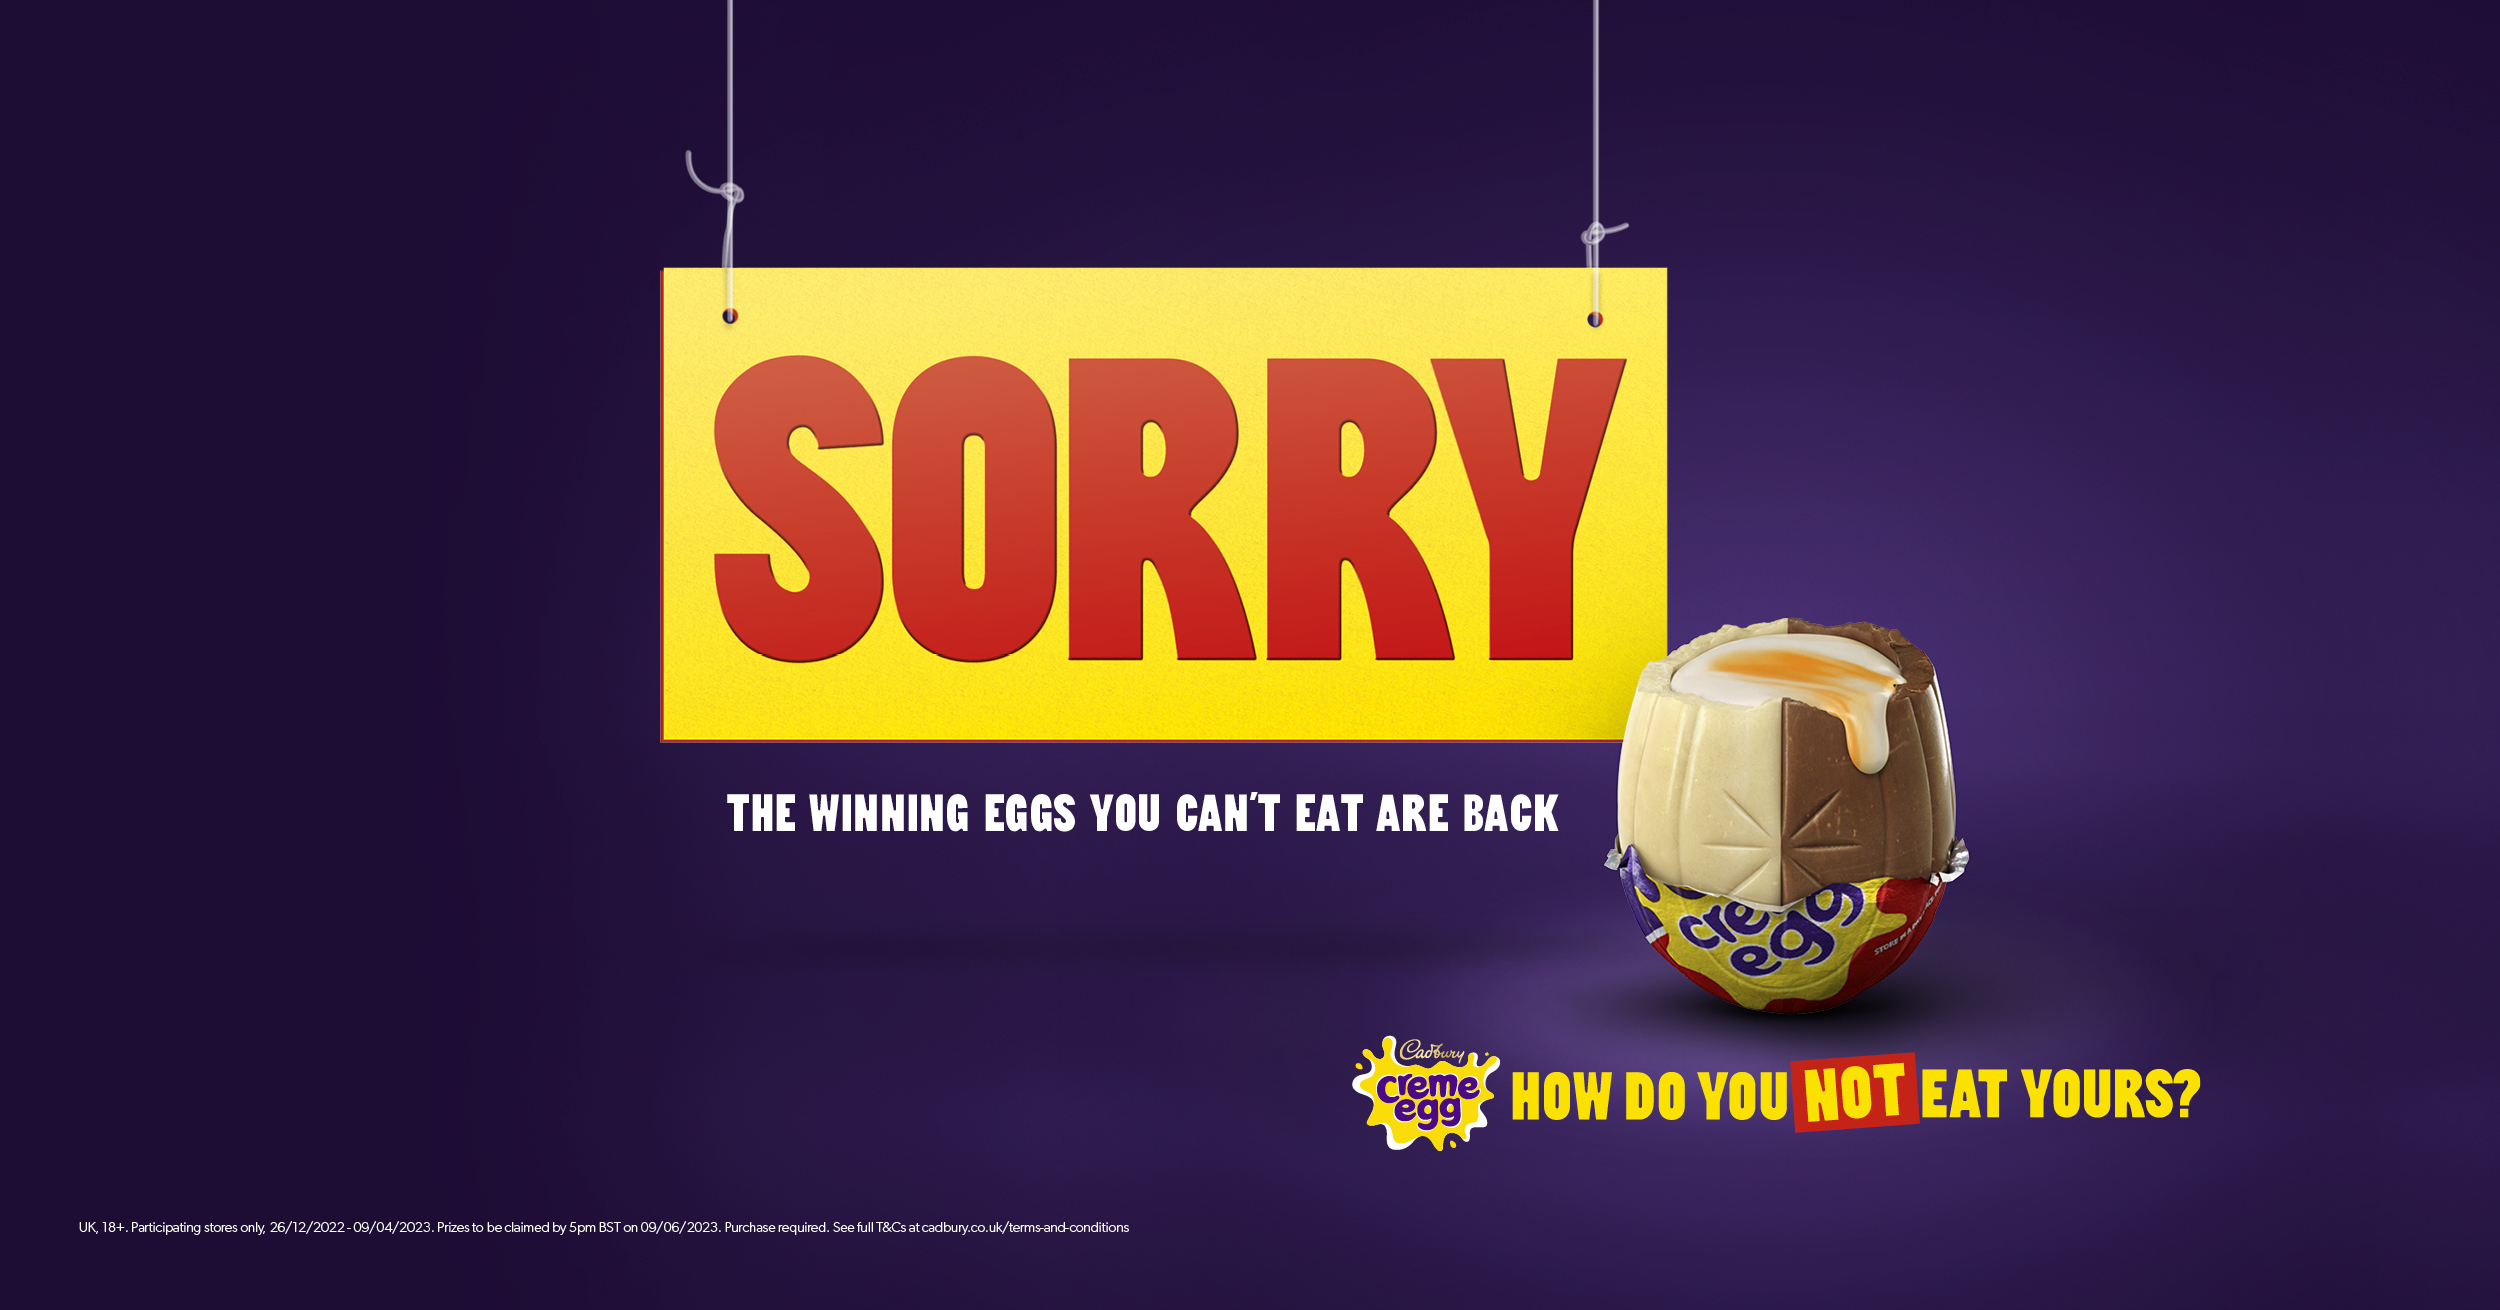 SORRY
THE WINNING EGGS YOU CAN'T EAT ARE BACK
creme
egg
Cadbury
creme
egg
HOW DO YOU NOT EAT YOURS?
UK, 18+. Participating stores only, 26/12/2022 - 09/04/2023. Prizes to be claimed by 5pm BST on 09/06/2023. Purchase required. See full T&Cs at cadbury.co.uk/terms-and-conditions